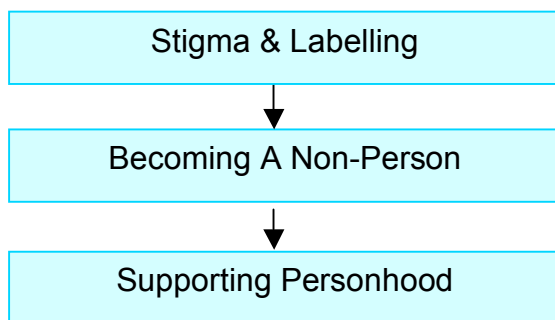 Stigma & Labelling
Becoming A Non-Person
Supporting Personhood